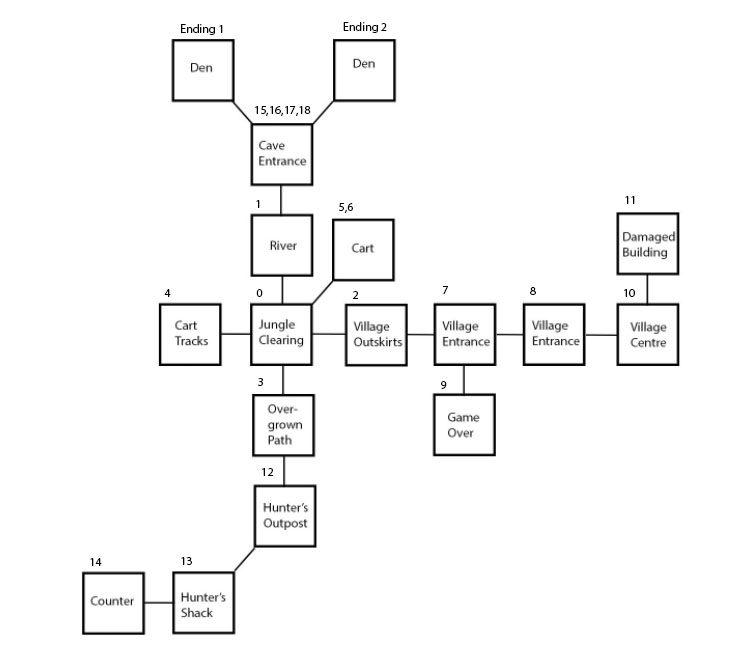 Ending 1
Ending 2
Den
Den
15,16,17,18
Cave
Entrance
1
5,6
11
River
Cart
Damaged
Building
4
0
2
7
8
10
Cart
Tracks
Jungle
Clearing
Village
Outskirts
Village
Entrance
Village
Entrance
Village
Centre
3
9
Over-
grown
Path
Game
Over
12
Hunter's
Outpost
14
13
Counter
Hunter's
Shack